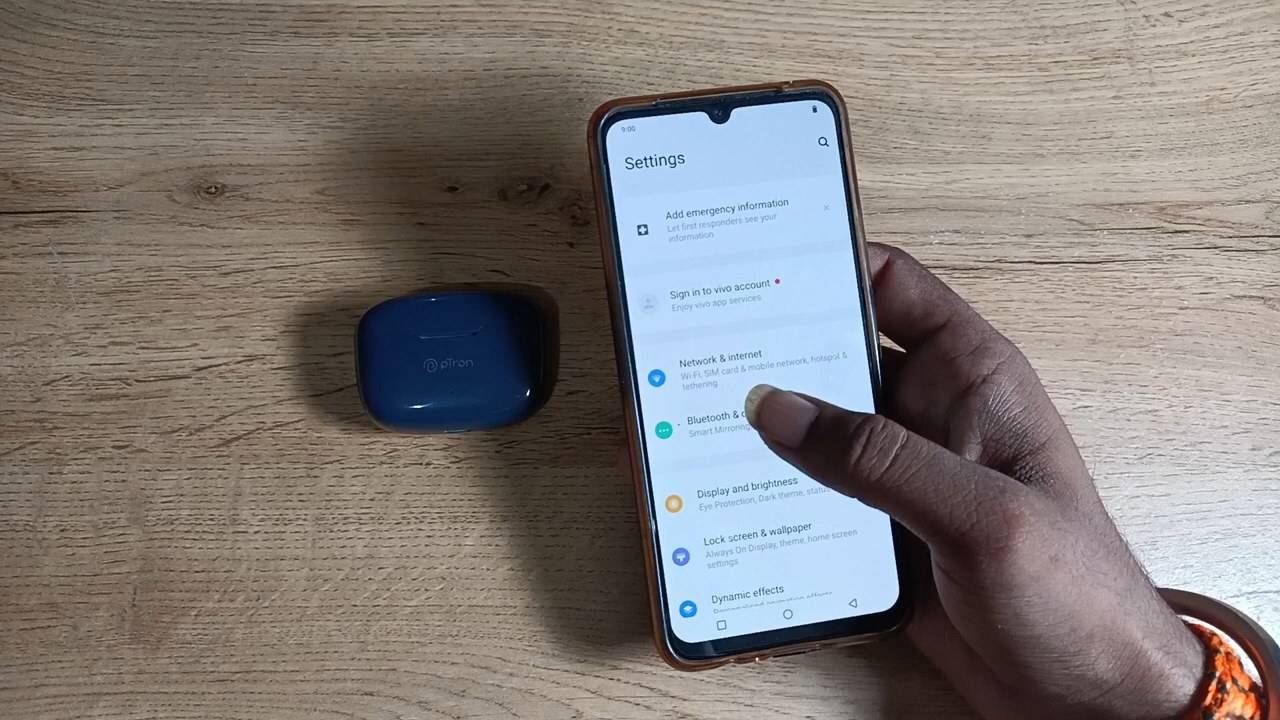 pTron
9:00
Settings
Add emergency information
Let first responders see your
information
Sign in to vivo account
Enjoy vivo app services
Network & internet
Wi-Fi, SIM card & mobile network, hotspot &
tethering
Bluetooth &
Smart Mirroring
Display and brightness
Eye Protection, Dark theme,
Lock screen & wallpaper
Always On Display, theme, home screen
settings
Dynamic effects